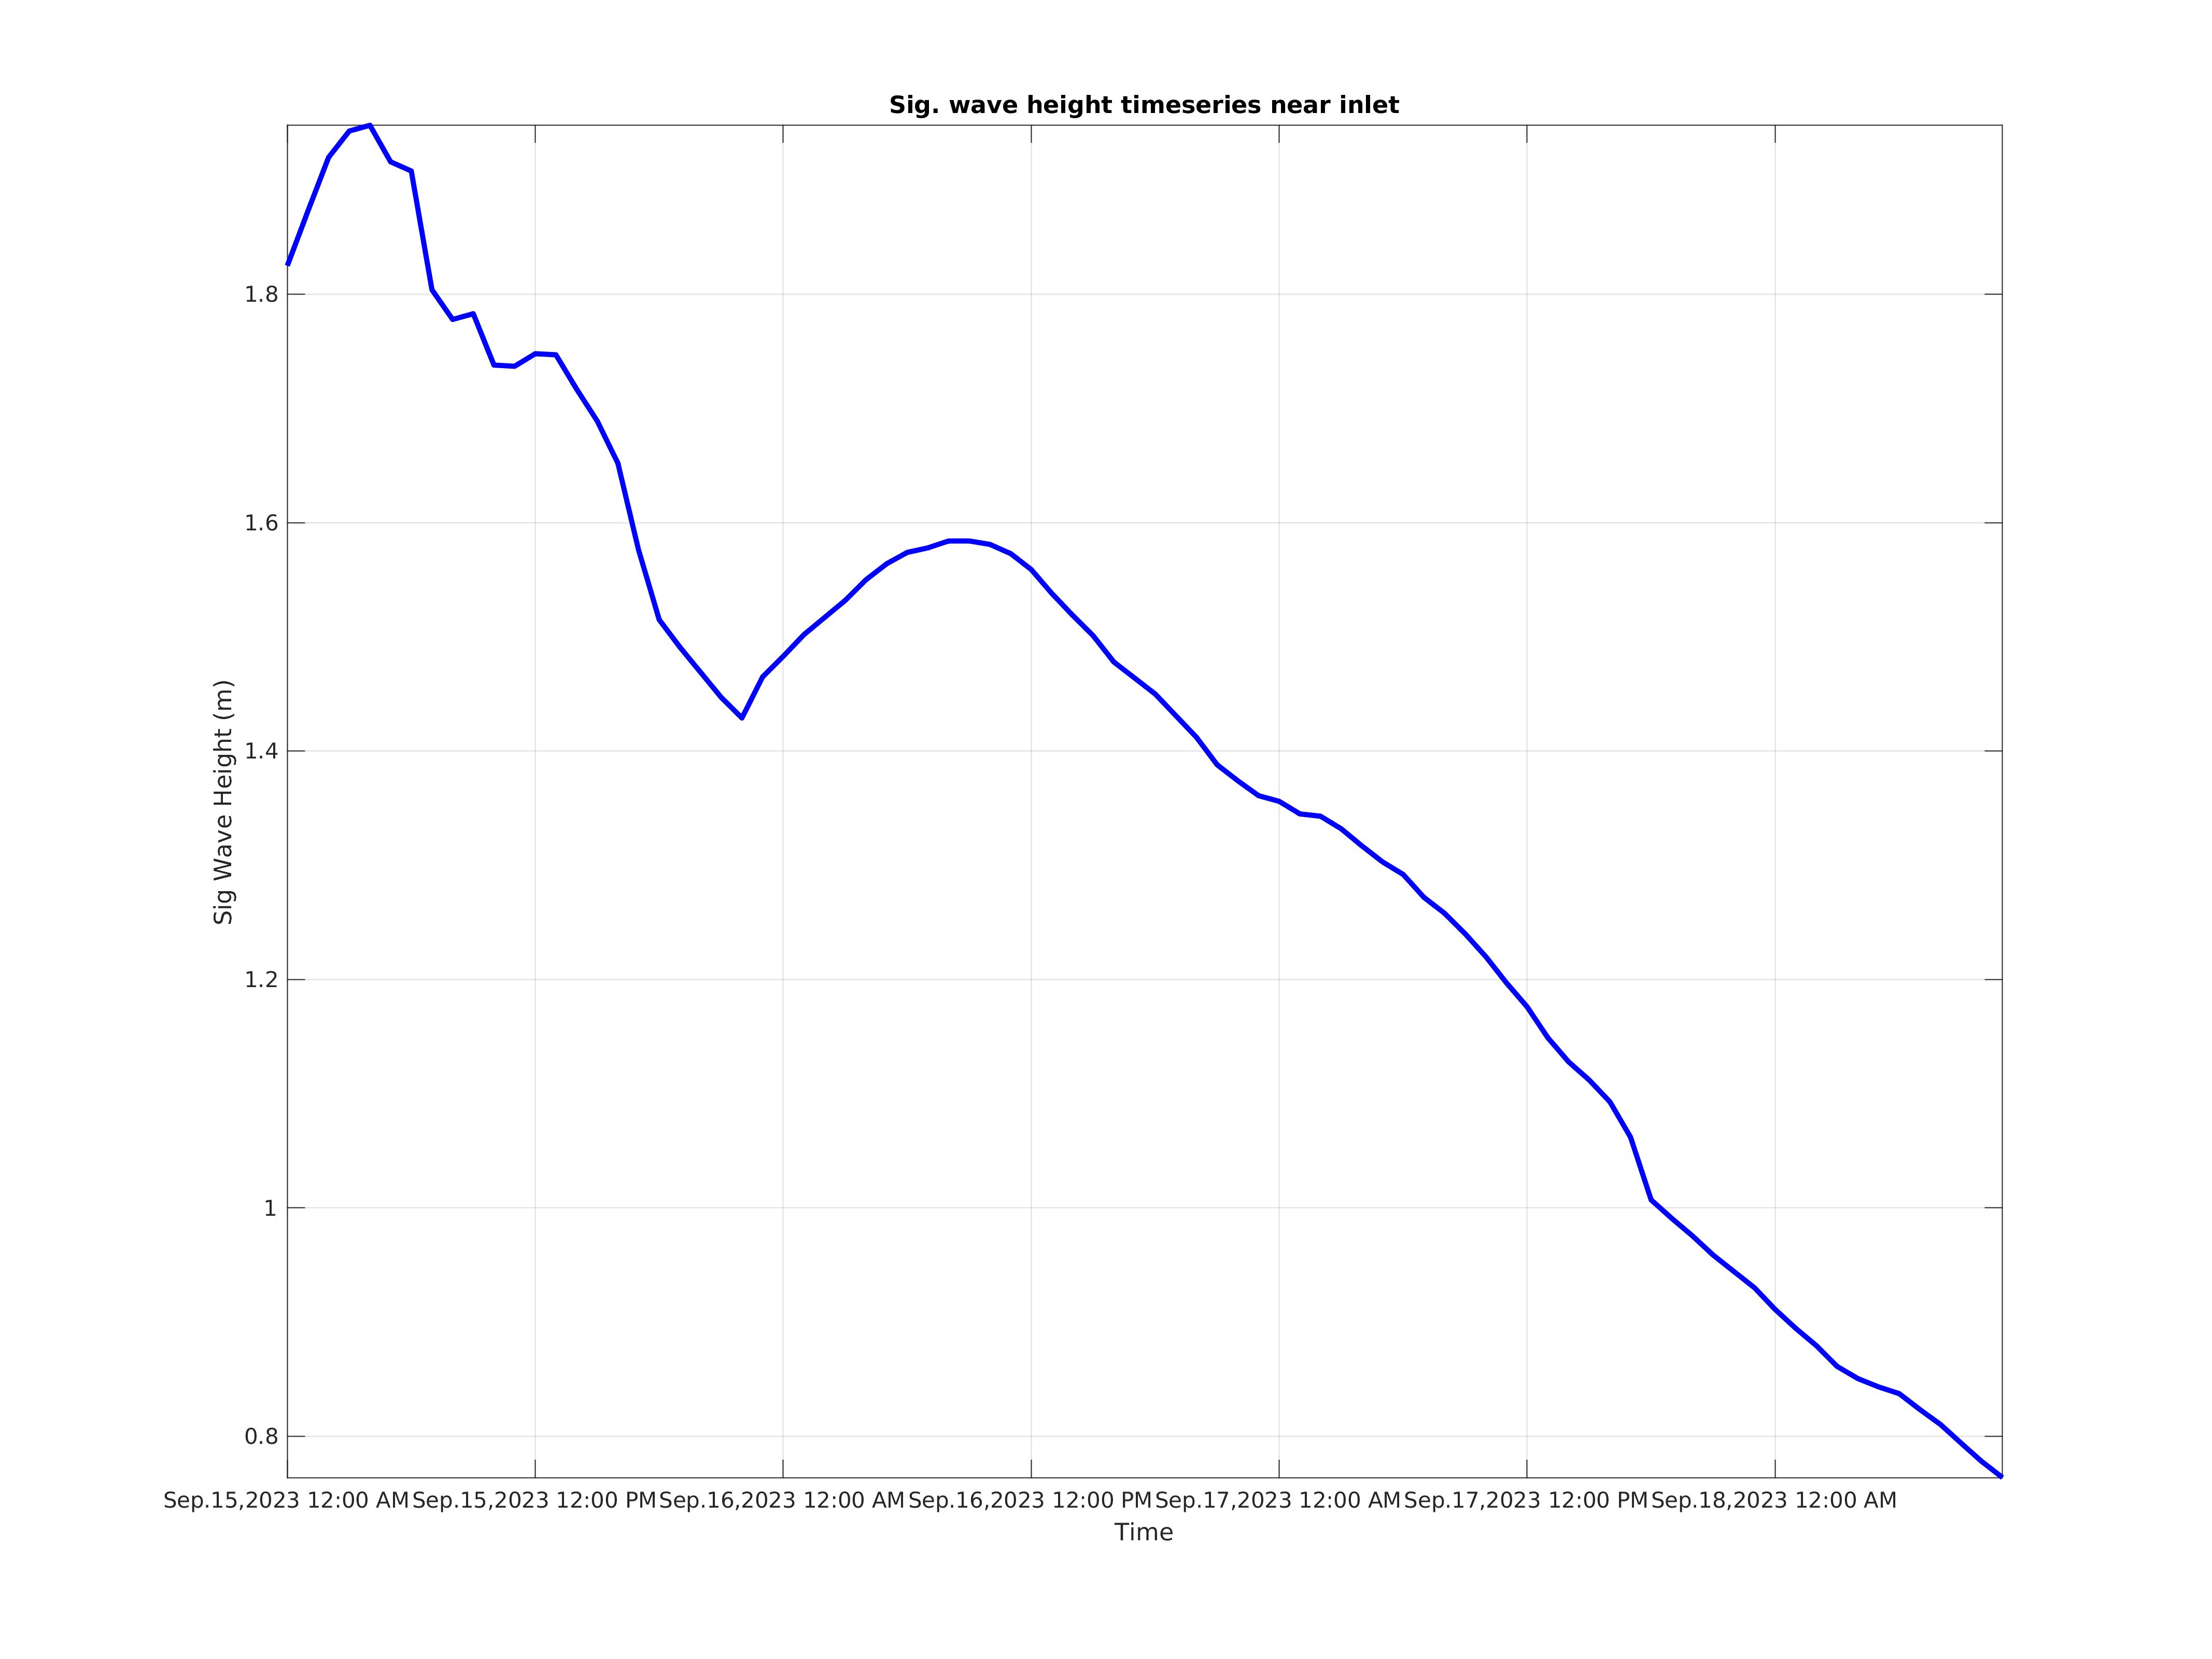 Sig. wave height timeseries near inlet
Sig Wave Height (m)
1.8
1.6
1.4
1.2
1
0.8
Sep.15,2023 12:00 AM Sep.15,2023 12:00 PM Sep.16,2023 12:00 AM Sep.16,2023 12:00 PM Sep.17,2023 12:00 AM Sep.17,2023 12:00 PM Sep.18,2023 12:00 AM
Time